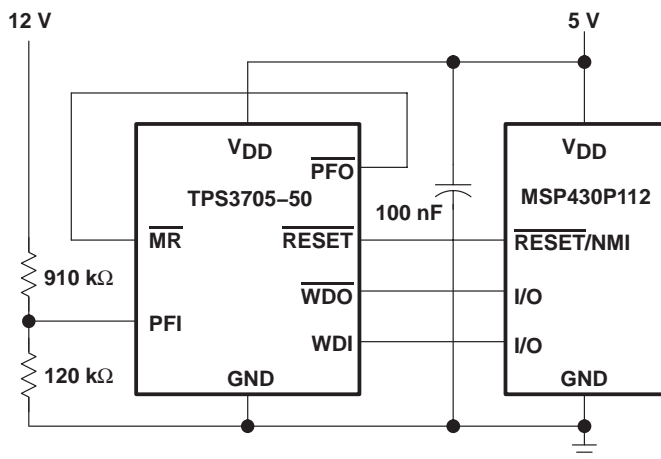 12 V
5 V
VDD
PFO
TPS3705–50
MR
RESET
WDO
WDI
PFI
GND
910 kΩ
120 kΩ
100 nF
VDD
MSP430P112
RESET/NMI
I/O
I/O
GND